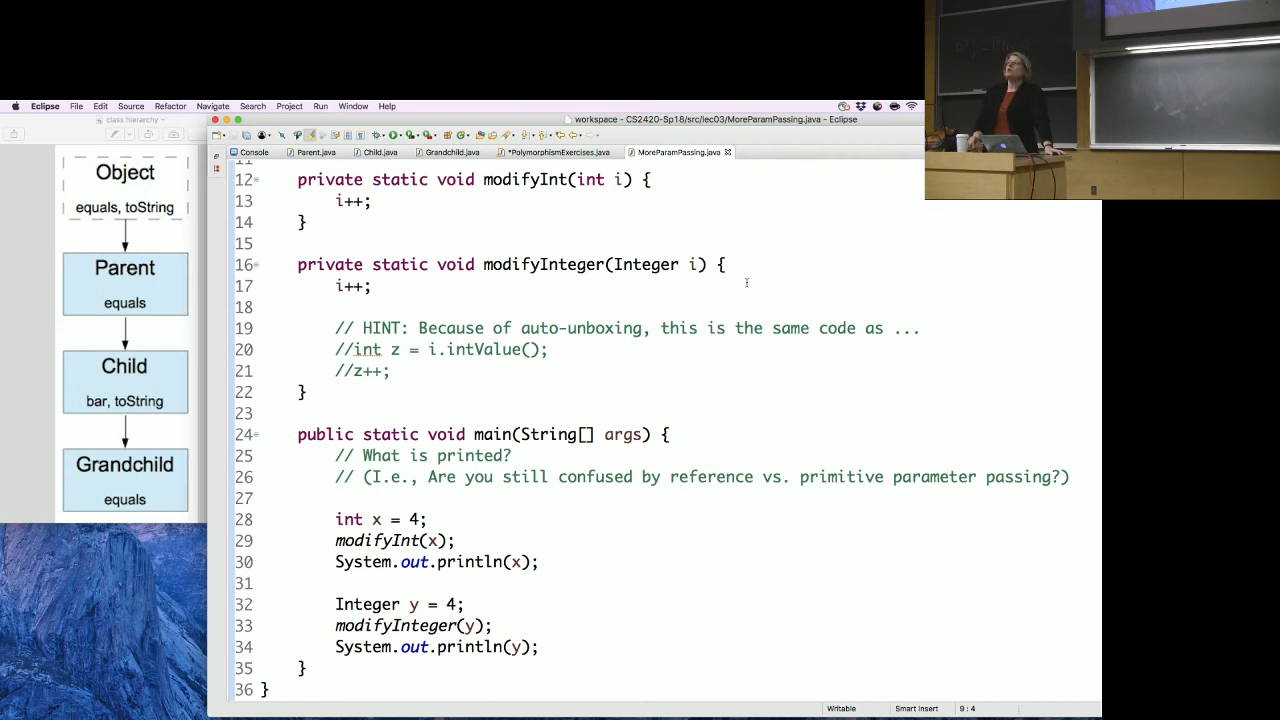 Eclipse File Edit Source Refactor Navigate Search Project Run Window Help
class hierarchy
workspace - CS2420-Sp18/src/lec03/MoreParamPassing.java - Eclipse
Console Parent.java Child.java Grandchild.java *PolymorphismExercises.java MoreParamPassing.java
Object
equals, toString
Parent
equals
Child
bar, toString
Grandchild
equals
11
12 private static void modifyInt(int i) {
13 i++;
14 }
15
16 private static void modifyInteger(Integer i) {
17 i++;
18
19 // HINT: Because of auto-unboxing, this is the same code as ...
20 //int z = i.intValue();
21 //z++;
22 }
23
24 public static void main(String[] args) {
25 // What is printed?
26 // (I.e., Are you still confused by reference vs. primitive parameter passing?)
27
28 int x = 4;
29 modifyInt(x);
30 System.out.println(x);
31
32 Integer y = 4;
33 modifyInteger(y);
34 System.out.println(y);
35 }
36 }
Writable Smart Insert 9 : 4